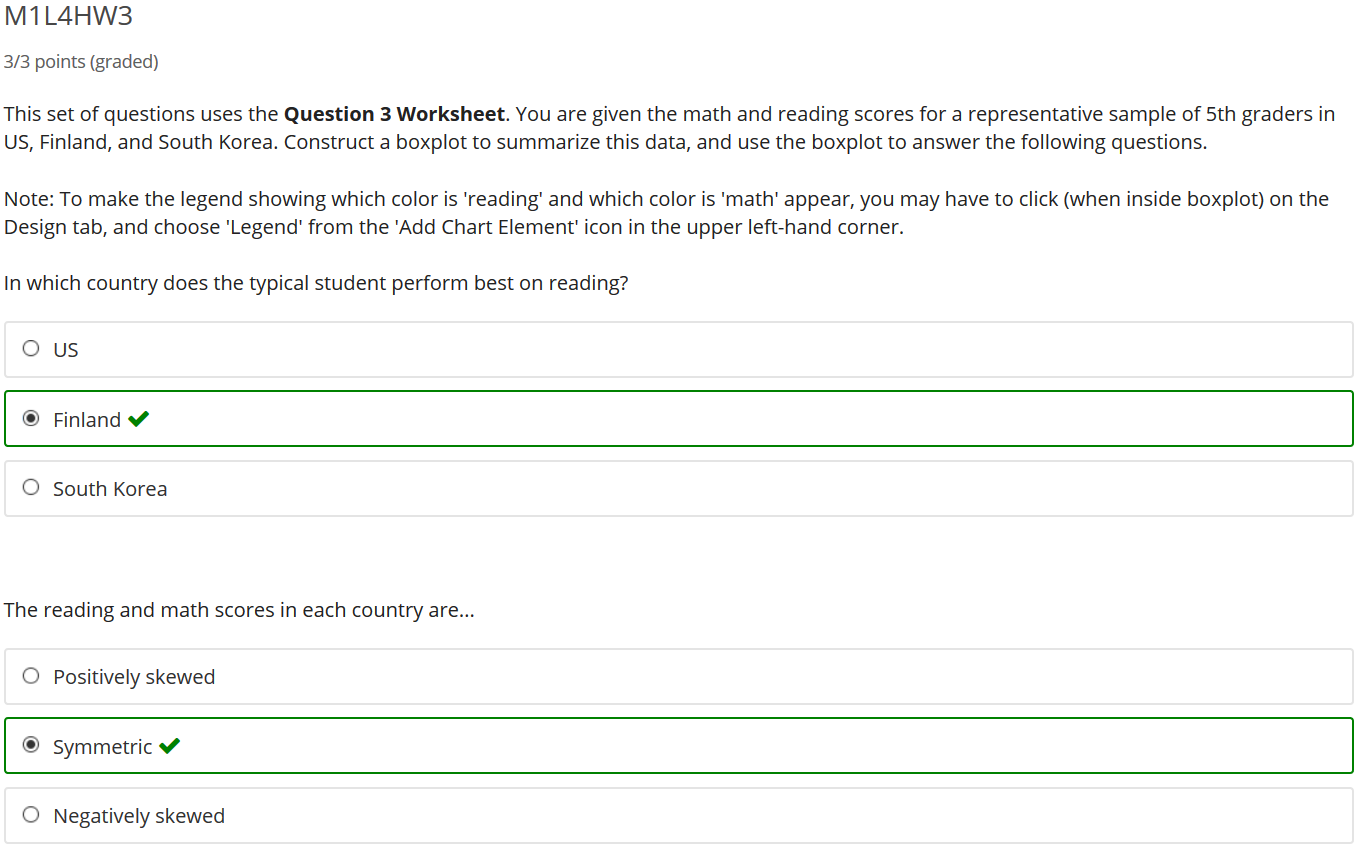 M1L4HW3
3/3 points (graded)
This set of questions uses the Question 3 Worksheet. You are given the math and reading scores for a representative sample of 5th graders in
US, Finland, and South Korea. Construct a boxplot to summarize this data, and use the boxplot to answer the following questions.
Note: To make the legend showing which color is 'reading' and which color is 'math' appear, you may have to click (when inside boxplot) on the
Design tab, and choose 'Legend' from the 'Add Chart Element' icon in the upper left-hand corner.
In which country does the typical student perform best on reading?
US
Finland
South Korea
The reading and math scores in each country are...
Positively skewed
Symmetric
Negatively skewed